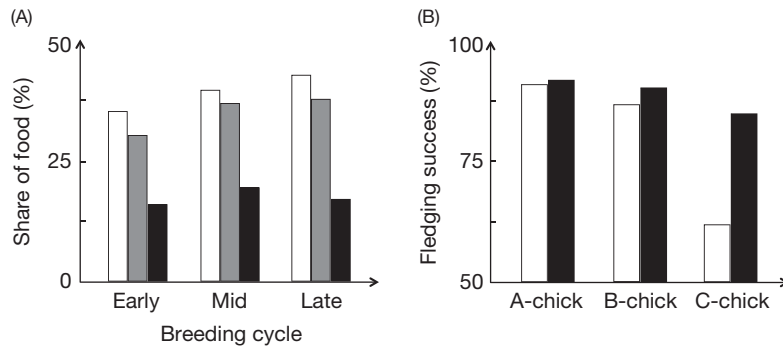 (A)
50
25
0
Share of food (%)
Early Mid Late
Breeding cycle
(B)
100
75
50
Fledging success (%)
A-chick B-chick C-chick